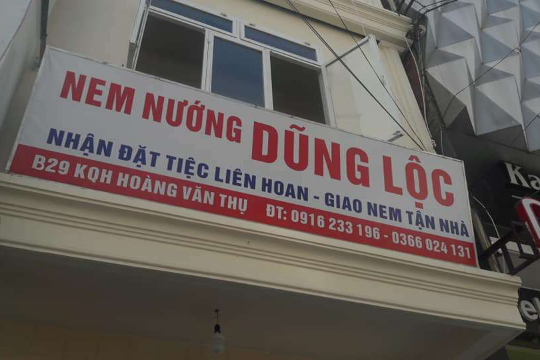 NEM NƯỚNG DŨNG LỘC
NHẬN ĐẶT TIỆC LIÊN HOAN - GIAO NEM TẬN NHÀ
B29 KQH HOÀNG VĂN THỤ ĐT: 0916 233 196 - 0366 024 131